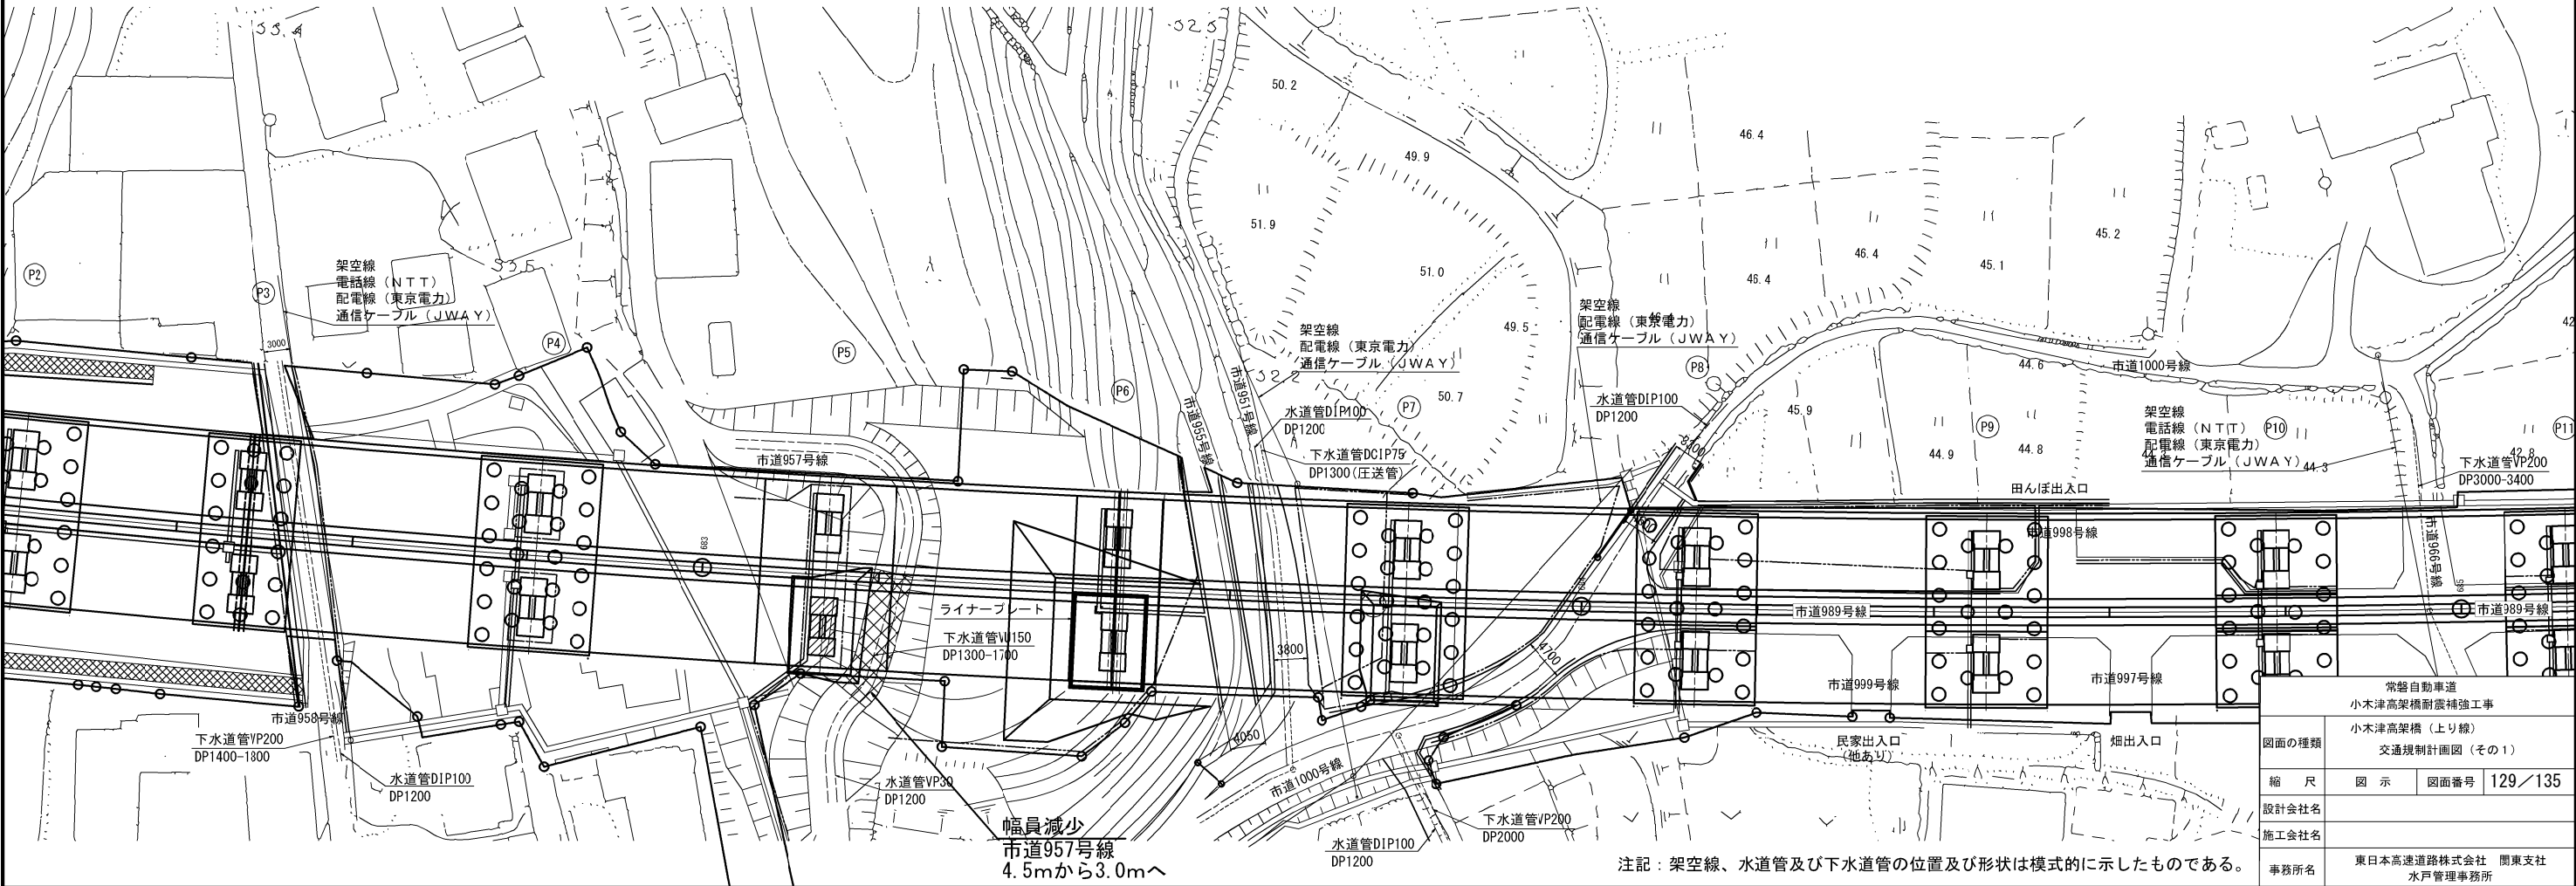 33.4
32.3
50.2
46.4
49.9
51.9
45.2
46.4
46.4
45.1
51.0
49.5
P2
P3
架空線
電話線（ＮＴＴ）
配電線（東京電力）
通信ケーブル（ＪＷＡＹ）
3000
P4
P5
P6
架空線
配電線（東京電力）
通信ケーブル（ＪＷＡＹ）
32.2
50.7
P7
架空線
配電線（東京電力）
通信ケーブル（ＪＷＡＹ）
P8
44.6
市道1000号線
42
45.9
P9
44.9
44.8
架空線
電話線（ＮＴＴ）
配電線（東京電力）
通信ケーブル（ＪＷＡＹ）
44.3
P10
P11
42.8
下水道管VP200
DP3000-3400
市道951号線
市道955号線
水道管DIP100
DP1200
下水道管DCIP75
DP1300(圧送管)
水道管DIP100
DP1200
市道957号線
田んぼ出入口
市道998号線
市道966号線
683
685
ライナープレート
下水道管VU150
DP1300-1700
市道989号線
市道989号線
3800
4700
4050
市道999号線
市道997号線
市道958号線
下水道管VP200
DP1400-1800
水道管DIP100
DP1200
水道管VP30
DP1200
市道1000号線
民家出入口
（他あり）
畑出入口
下水道管VP200
DP2000
水道管DIP100
DP1200
幅員減少
市道957号線
4.5mから3.0mへ
注記：架空線、水道管及び下水道管の位置及び形状は模式的に示したものである。
常磐自動車道
小木津高架橋耐震補強工事
図面の種類
小木津高架橋（上り線）
交通規制計画図（その１）
縮　尺
図　示
図面番号
129／135
設計会社名
施工会社名
事務所名
東日本高速道路株式会社　関東支社
水戸管理事務所